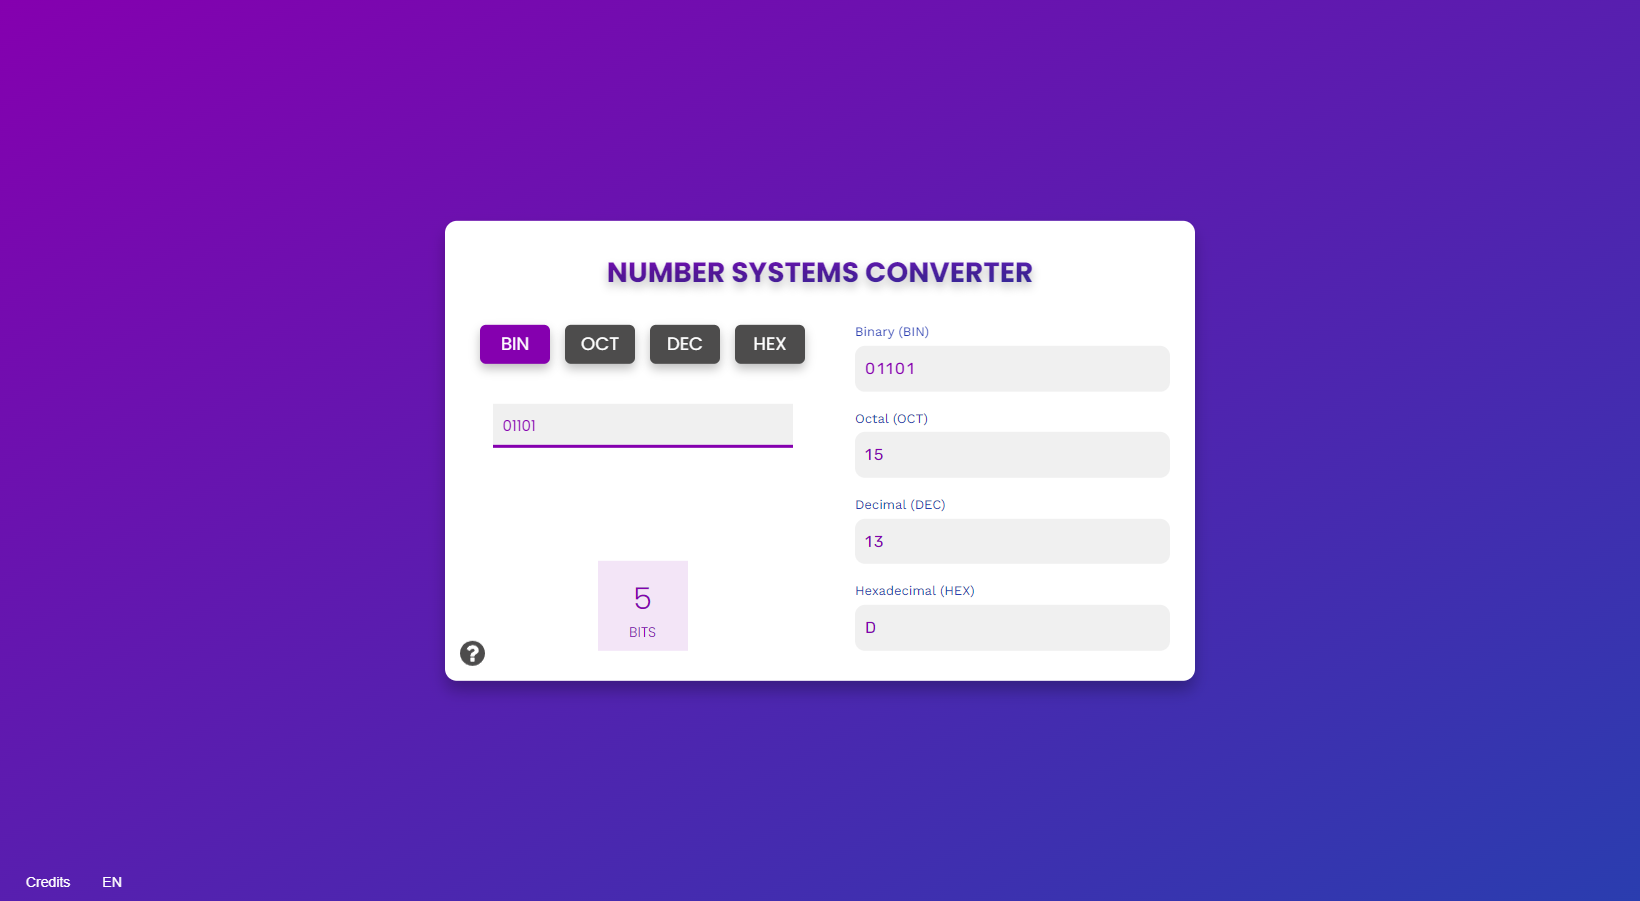 NUMBER SYSTEMS CONVERTER
BIN
OCT
DEC
HEX
01101
5
BITS
?
Binary (BIN)
01101
Octal (OCT)
15
Decimal (DEC)
13
Hexadecimal (HEX)
D
Credits
EN